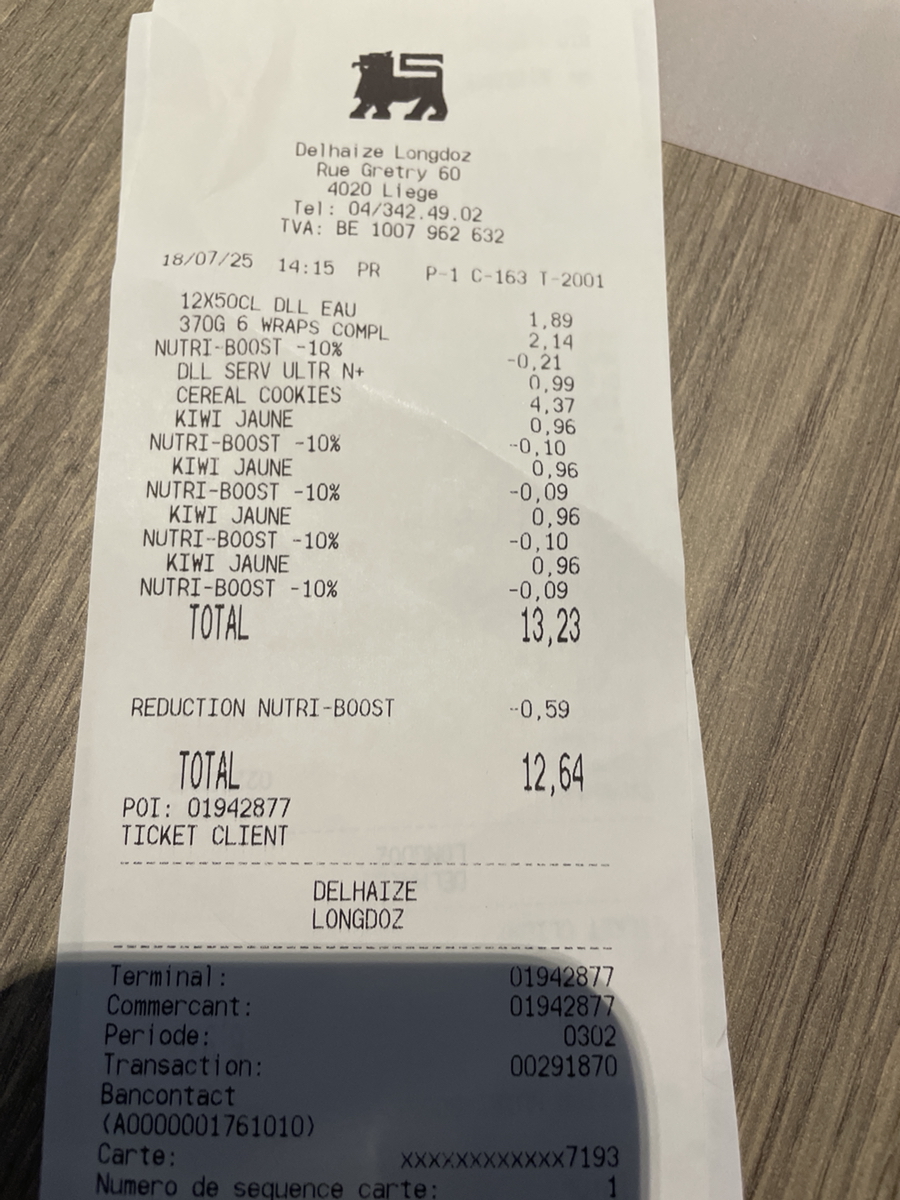 Delhaize Longdoz
Rue Gretry 60
4020 Liege
Tel: 04/342.49.02
TVA: BE 1007 962 632
18/07/25 14:15 PR P-1 C-163 T-2001
12X50CL DLL EAU 1,89
370G 6 WRAPS COMPL 2,14
NUTRI-BOOST -10% -0,21
DLL SERV ULTR N+ 0,99
CEREAL COOKIES 4,37
KIWI JAUNE 0,96
NUTRI-BOOST -10% -0,10
KIWI JAUNE 0,96
NUTRI-BOOST -10% -0,09
KIWI JAUNE 0,96
NUTRI-BOOST -10% -0,10
KIWI JAUNE 0,96
NUTRI-BOOST -10% -0,09
TOTAL 13,23
REDUCTION NUTRI-BOOST -0,59
TOTAL 12,64
POI: 01942877
TICKET CLIENT
DELHAIZE
LONGDOZ
Terminal: 01942877
Commercant: 01942877
Periode: 0302
Transaction: 00291870
Bancontact
(A0000001761010)
Carte: xxxxxxxxxxxxx7193
Numero de sequence carte: 1